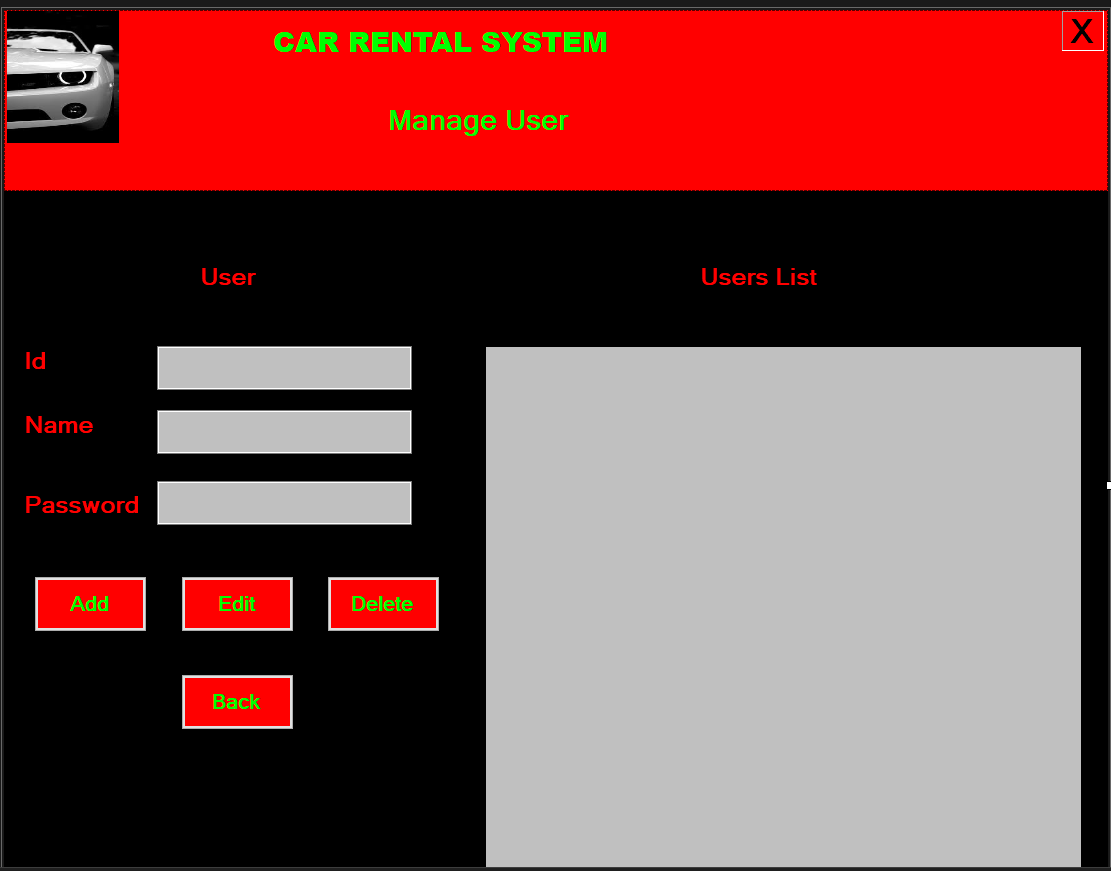 CAR RENTAL SYSTEM
X
Manage User
User
Users List
Id
Name
Password
Add
Edit
Delete
Back